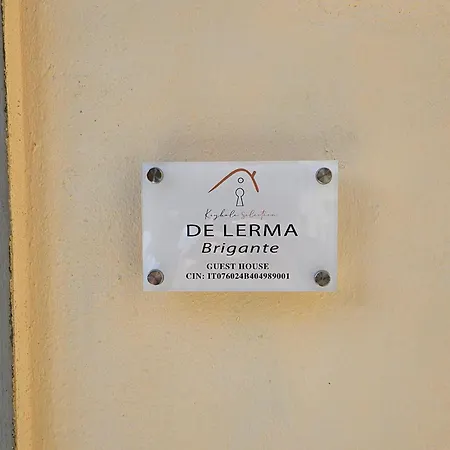 Keyhole Selection
DE LERMA
Brigante
GUEST HOUSE
CIN: IT076024B404989001